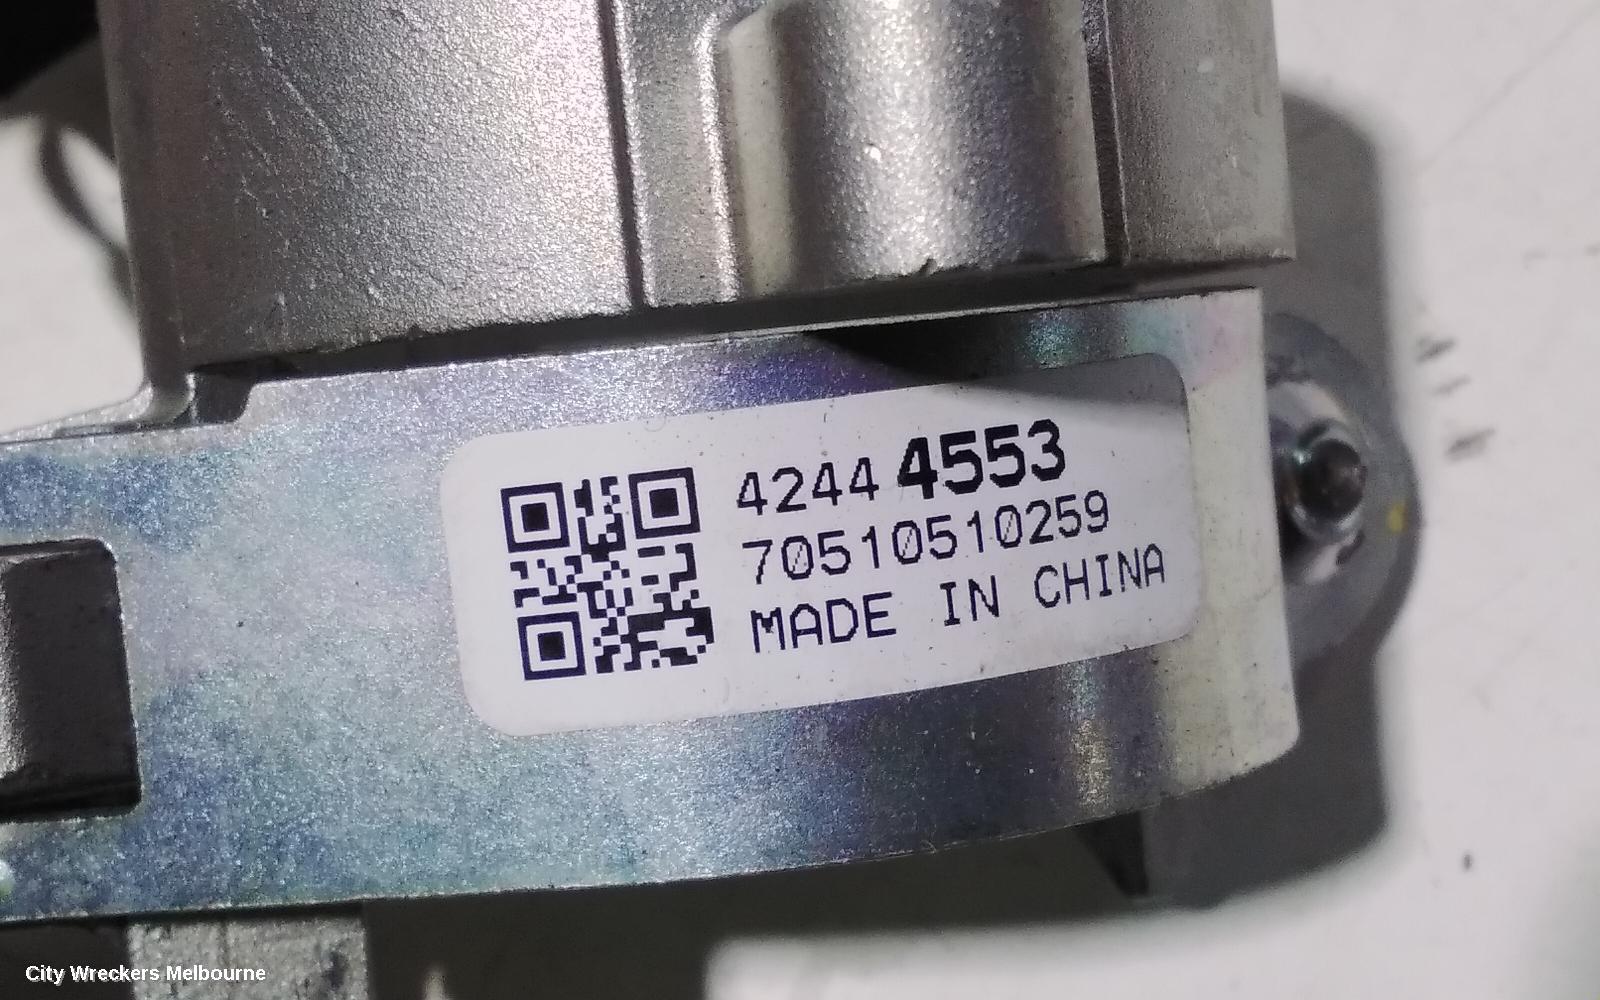 4244 4553
70510510259
MADE IN CHINA
City Wreckers Melbourne